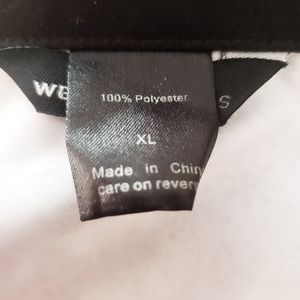 100% Polyester
XL
Made in Chin
care on revers